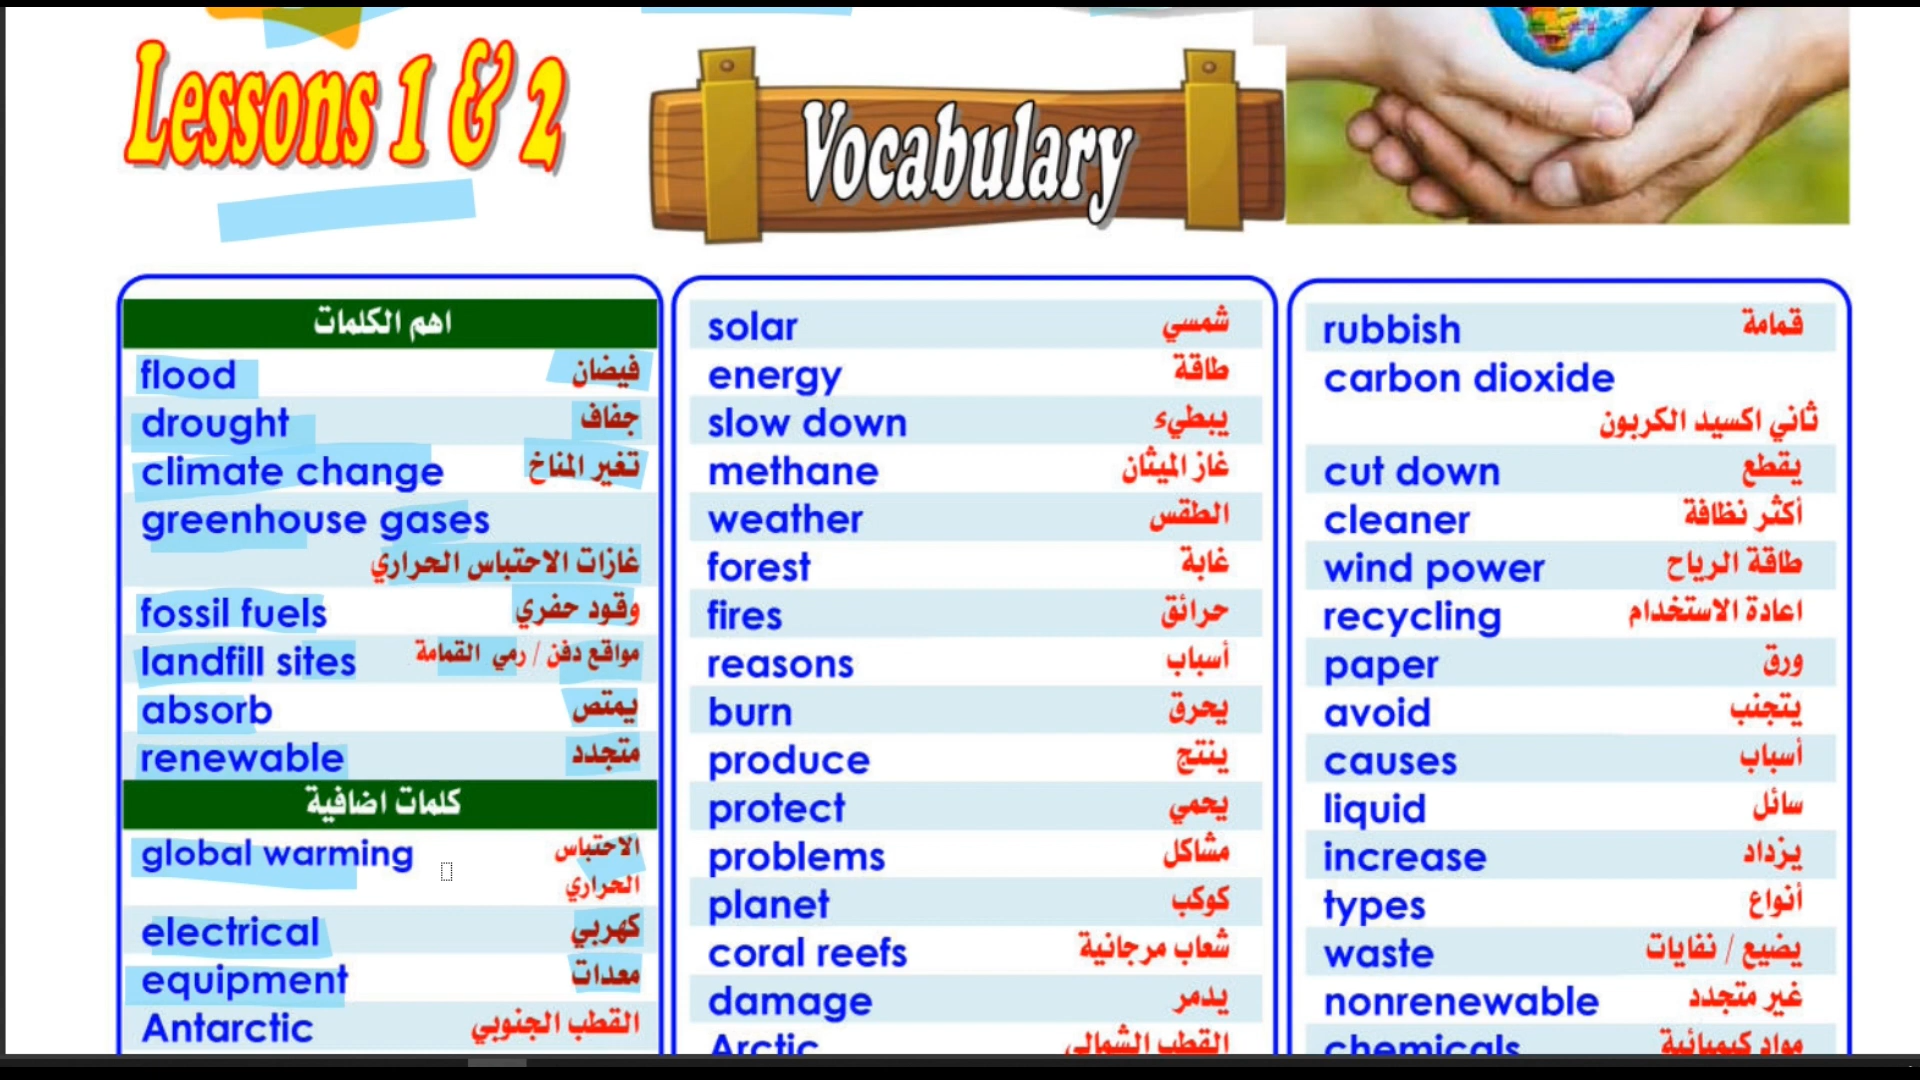 Lessons 1 & 2
Vocabulary
اهم الكلمات
flood فيضان
drought جفاف
climate change تغير المناخ
greenhouse gases
غازات الاحتباس الحراري
fossil fuels وقود حفري
landfill sites مواقع دفن / رمي القمامة
absorb يمتص
renewable متجدد
كلمات اضافية
global warming الاحتباس
الحراري
electrical كهربي
equipment معدات
Antarctic القطب الجنوبي
solar شمسي
energy طاقة
slow down يبطيء
methane غاز الميثان
weather الطقس
forest غابة
fires حرائق
reasons أسباب
burn يحرق
produce ينتج
protect يحمي
problems مشاكل
planet كوكب
coral reefs شعاب مرجانية
damage يدمر
Arctic القطب الشمالي
rubbish قمامة
carbon dioxide
ثاني اكسيد الكربون
cut down يقطع
cleaner أكثر نظافة
wind power طاقة الرياح
recycling اعادة الاستخدام
paper ورق
avoid يتجنب
causes أسباب
liquid سائل
increase يزداد
types أنواع
waste يضيع / نفايات
nonrenewable غير متجدد
chemicals مواد كيميائية